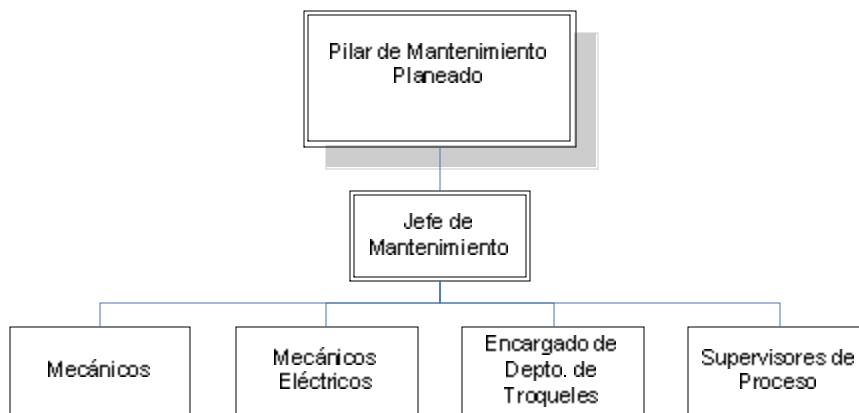 Pilar de Mantenimiento
Planeado
Jefe de
Mantenimiento
Mecánicos
Mecánicos
Eléctricos
Encargado de
Depto. de
Troqueles
Supervisores de
Proceso